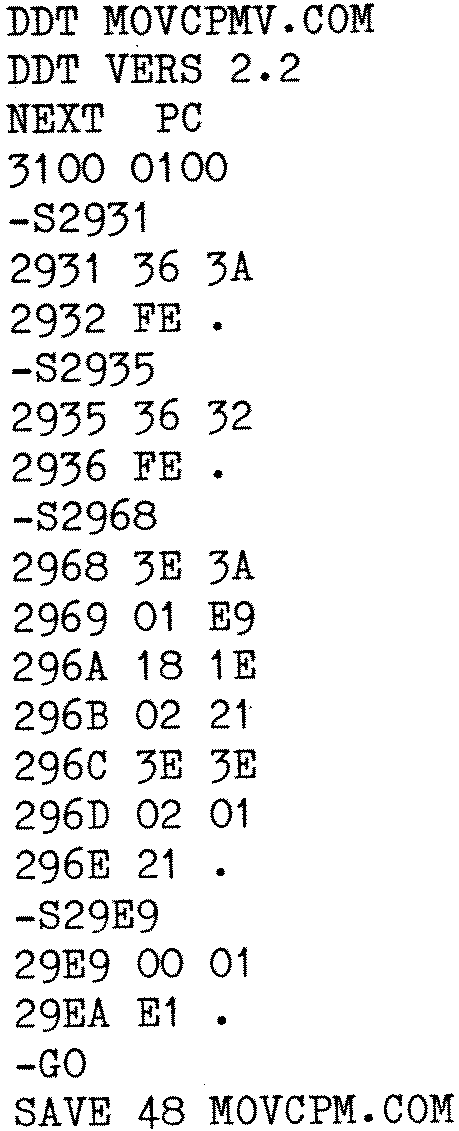 DDT MOVCPMV.COM
DDT VERS 2.2
NEXT  PC
3100 0100
-S2931
2931 36 3A
2932 FE .
-S2935
2935 36 32
2936 FE .
-S2968
2968 3E 3A
2969 01 E9
296A 18 1E
296B 02 21
296C 3E 3E
296D 02 01
296E 21 .
-S29E9
29E9 00 01
29EA E1 .
-GO
SAVE 48 MOVCPM.COM